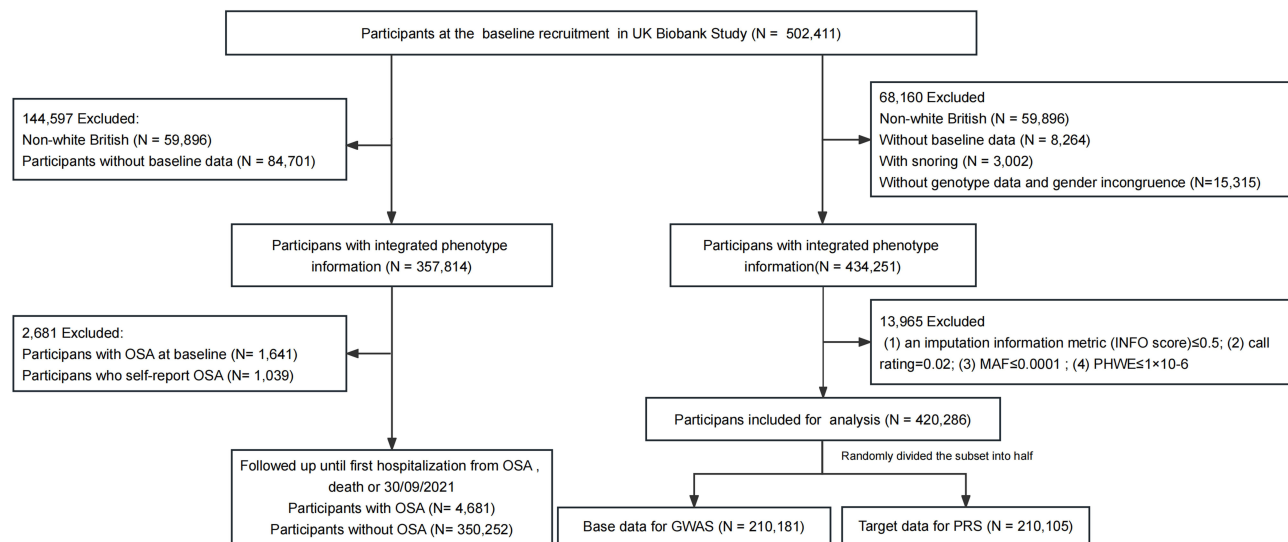 Participants at the baseline recruitment in UK Biobank Study (N = 502,411)
144,597 Excluded:
Non-white British (N = 59,896)
Participants without baseline data (N = 84,701)
68,160 Excluded
Non-white British (N = 59,896)
Without baseline data (N = 8,264)
With snoring (N = 3,002)
Without genotype data and gender incongruence (N=15,315)
Participans with integrated phenotype
information (N = 357,814)
Participans with integrated phenotype
information(N = 434,251)
2,681 Excluded:
Participans with OSA at baseline (N= 1,641)
Participans who self-report OSA (N = 1,039)
13,965 Excluded
(1) an imputation information metric (INFO score)≤0.5; (2) call
rating=0.02; (3) MAF≤0.0001 ; (4) PHWE≤1×10-6
Participans included for analysis (N = 420,286)
Randomly divided the subset into half
Followed up until first hospitalization from OSA ,
death or 30/09/2021
Participans with OSA (N= 4,681)
Participans without OSA (N= 350,252)
Base data for GWAS (N = 210,181)
Target data for PRS (N = 210,105)